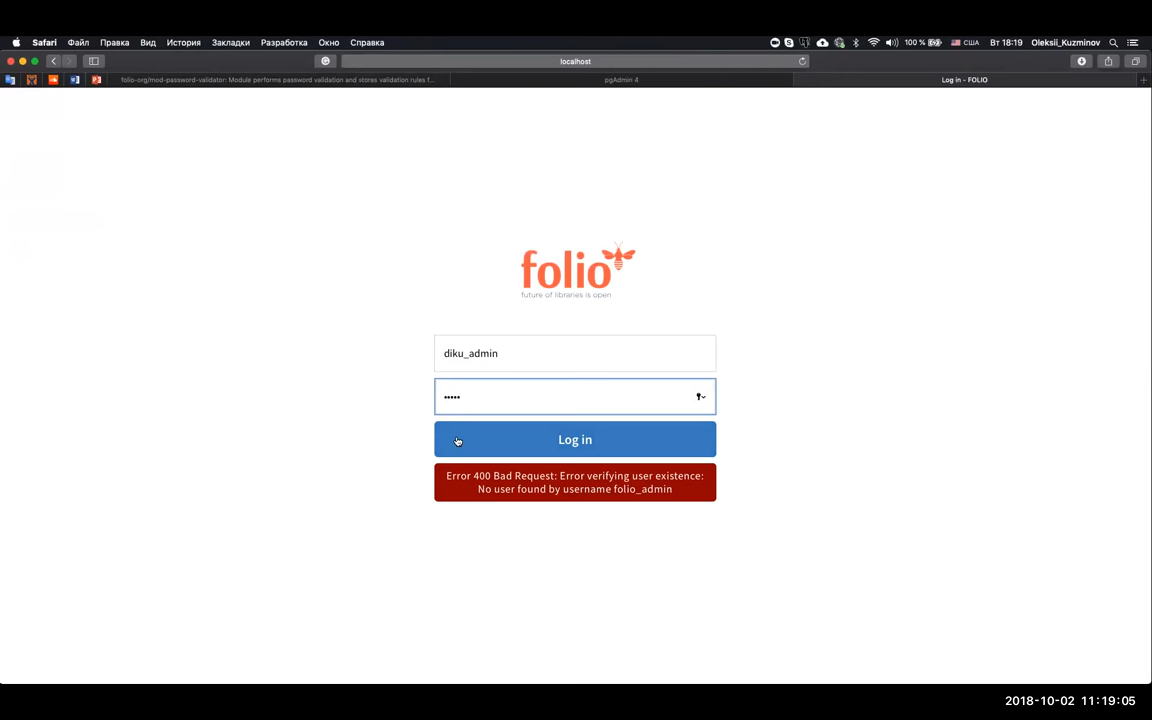 Safari Файл Правка Вид История Закладки Разработка Окно Справка 100 % США Вт 18:19 Oleksii_Kuzminov
localhost
folio-org/mod-password-validator: Module performs password validation and stores validation rules f... pgAdmin 4 Log in – FOLIO
folio
future of libraries is open
diku_admin
•••••
Log in
Error 400 Bad Request: Error verifying user existence:
No user found by username folio_admin
2018-10-02 11:19:05